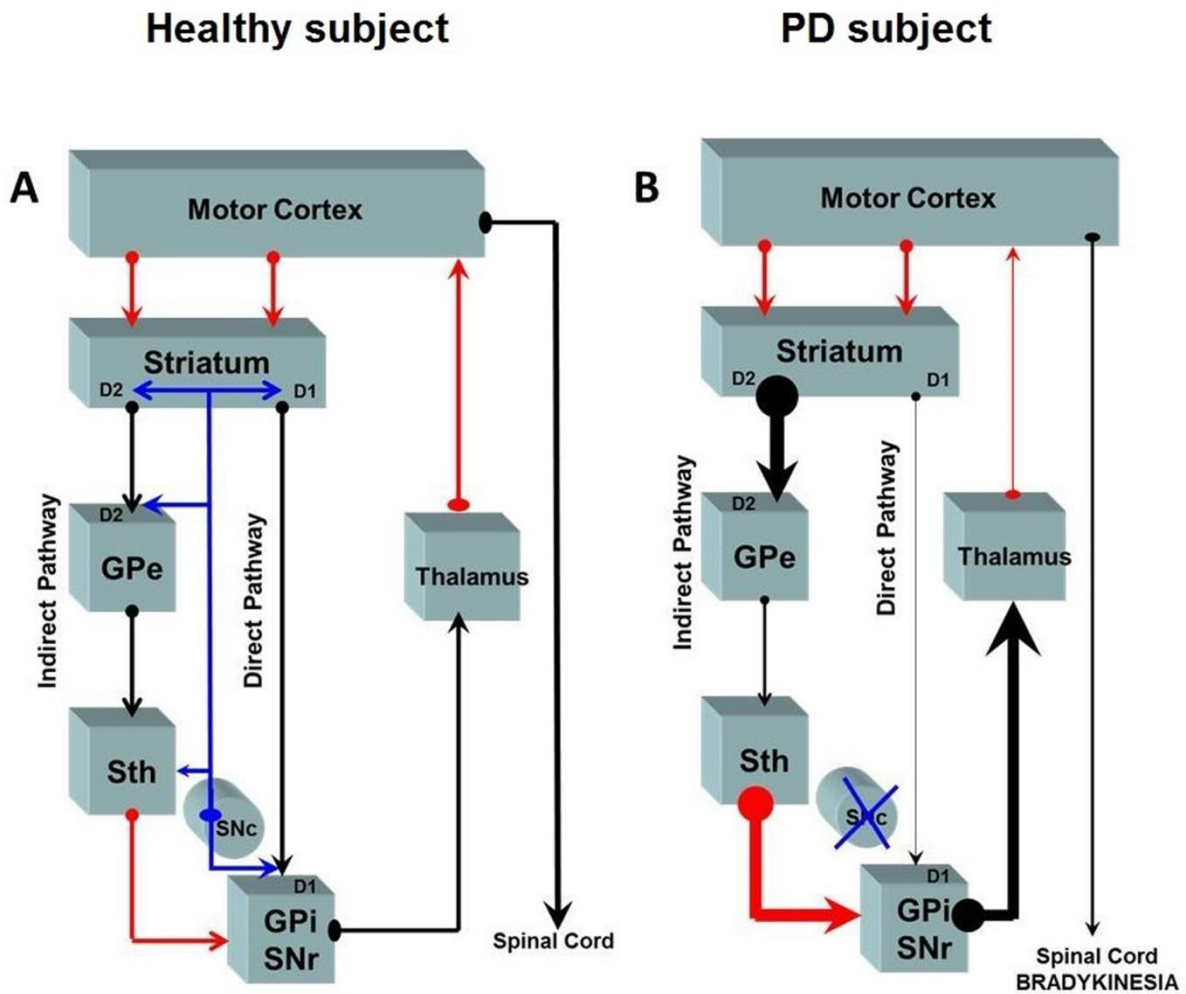 Healthy subject
PD subject
A
Motor Cortex
Striatum
D2
D1
Indirect Pathway
D2
GPe
Direct Pathway
Thalamus
Sth
SNc
D1
GPi
SNr
Spinal Cord
B
Motor Cortex
Striatum
D2
D1
Indirect Pathway
D2
GPe
Direct Pathway
Thalamus
Sth
SNc
D1
GPi
SNr
Spinal Cord
BRADYKINESIA